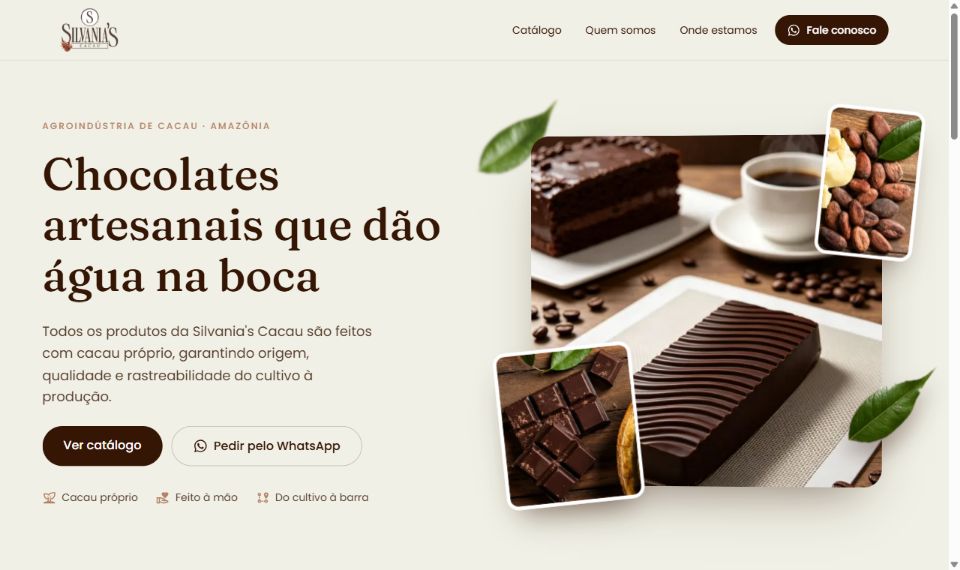 S
SILVANIA'S
CACAU
Catálogo
Quem somos
Onde estamos
Fale conosco
AGROINDÚSTRIA DE CACAU · AMAZÔNIA
Chocolates
artesanais que dão
água na boca
Todos os produtos da Silvania's Cacau são feitos
com cacau próprio, garantindo origem,
qualidade e rastreabilidade do cultivo à
produção.
Ver catálogo
Pedir pelo WhatsApp
Cacau próprio
Feito à mão
Do cultivo à barra